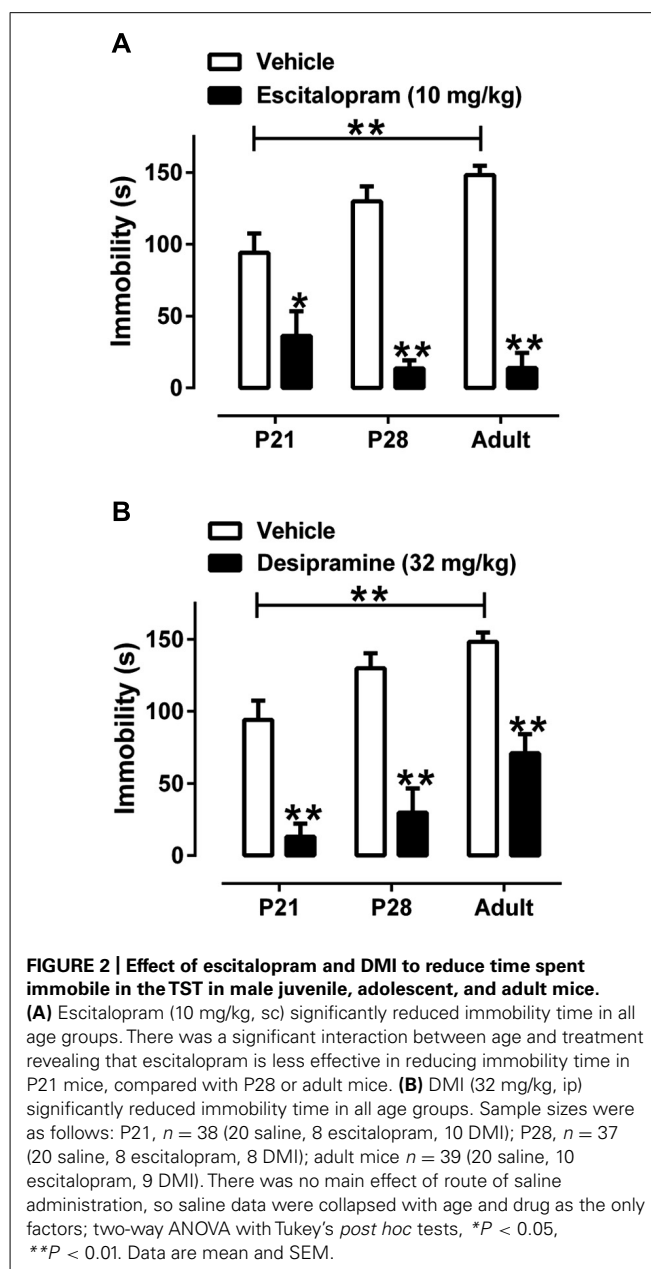 A
Vehicle
Escitalopram (10 mg/kg)
**
Immobility (s)
150
100
50
0
*
**
**
P21 P28 Adult
B
Vehicle
Desipramine (32 mg/kg)
**
Immobility (s)
150
100
50
0
**
**
**
P21 P28 Adult
FIGURE 2 | Effect of escitalopram and DMI to reduce time spent
immobile in the TST in male juvenile, adolescent, and adult mice.
(A) Escitalopram (10 mg/kg, sc) significantly reduced immobility time in all
age groups. There was a significant interaction between age and treatment
revealing that escitalopram is less effective in reducing immobility time in
P21 mice, compared with P28 or adult mice. (B) DMI (32 mg/kg, ip)
significantly reduced immobility time in all age groups. Sample sizes were
as follows: P21, n = 38 (20 saline, 8 escitalopram, 10 DMI); P28, n = 37
(20 saline, 8 escitalopram, 8 DMI); adult mice n = 39 (20 saline, 10
escitalopram, 9 DMI). There was no main effect of route of saline
administration, so saline data were collapsed with age and drug as the only
factors; two-way ANOVA with Tukey's post hoc tests, *P < 0.05,
**P < 0.01. Data are mean and SEM.